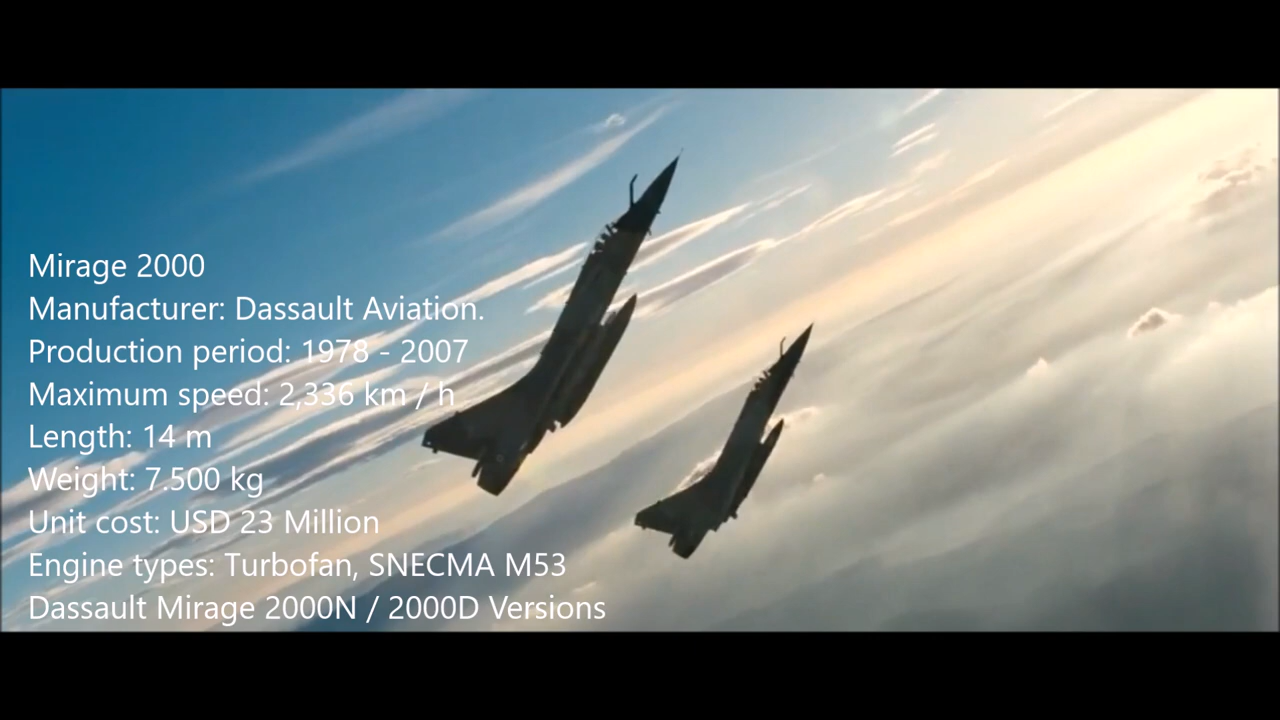 Mirage 2000
Manufacturer: Dassault Aviation.
Production period: 1978 - 2007
Maximum speed: 2,336 km / h
Length: 14 m
Weight: 7.500 kg
Unit cost: USD 23 Million
Engine types: Turbofan, SNECMA M53
Dassault Mirage 2000N / 2000D Versions